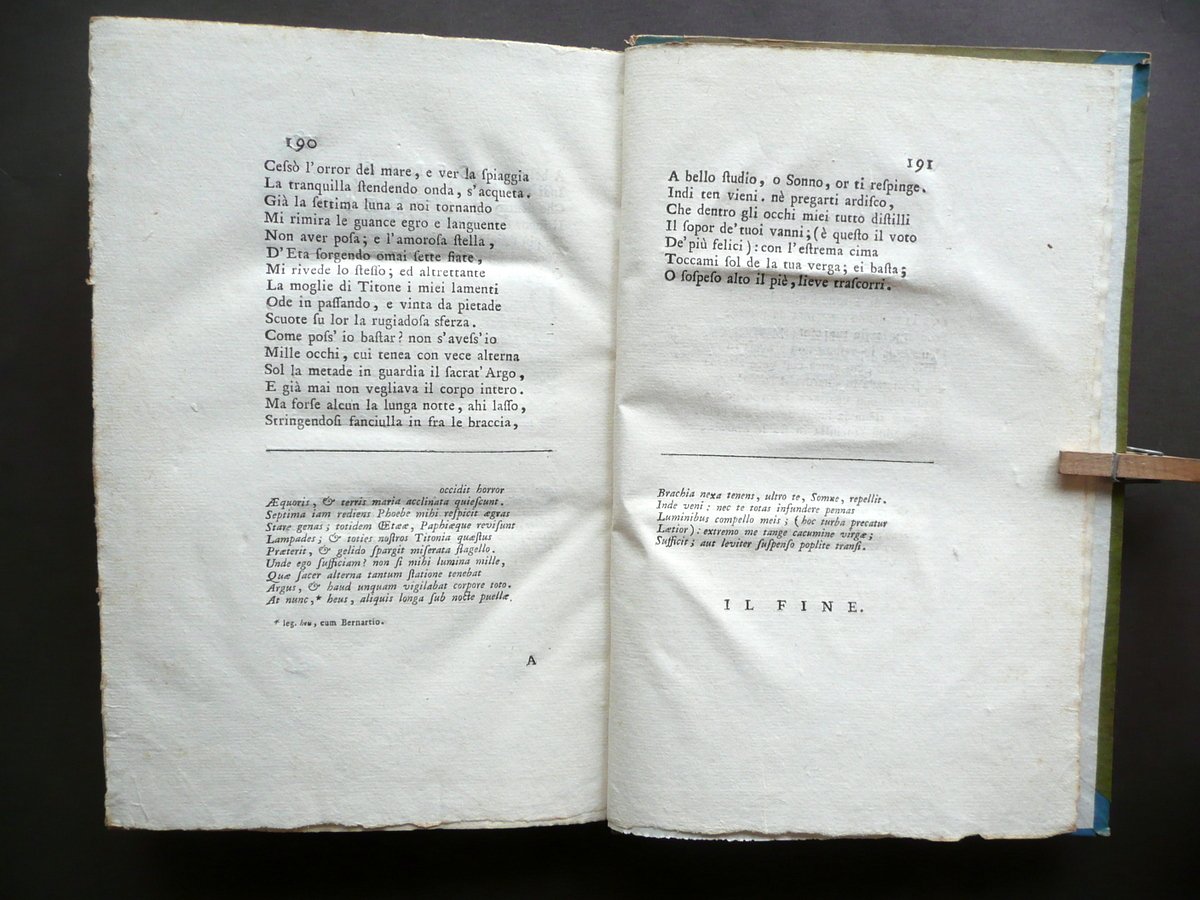 190
Ceſsò l'orror del mare, e ver la ſpiaggia
La tranquilla ſtendendo onda, s'acqueta.
Già la ſettima luna a noi tornando
Mi rimira le guance egro e languente
Non aver poſa; e l'amoroſa ſtella,
D'Eta ſorgendo omai ſette fiate,
Mi rivede lo ſteſſo; ed altrettante
La moglie di Titone i miei lamenti
Ode in paſſando, e vinta da pietade
Scuote ſu lor la rugiadoſa sferza.
Come poſs' io baſtar? non s'aveſs'io
Mille occhi, cui tenea con vece alterna
Sol la metade in guardia il ſacrat'Argo,
E già mai non vegliava il corpo intero.
Ma forſe alcun la lunga notte, ahi laſſo,
Stringendoſi fanciulla in fra le braccia,
occidit horror
Æquoris, & terris maria acclinata quieſcunt.
Septima iam rediens Phoebe mihi reſpicit ægras
Stare genas; totidem Œtææ, Paphiæque reviſunt
Lampades; & toties noſtros Titonia quæſtus
Præterit, & gelido ſpargit miſerata flagello.
Unde ego ſufficiam? non ſi mihi lumina mille,
Quæ ſacer alterna tantum ſtatione tenebat
Argus, & haud unquam vigilabat corpore toto.
At nunc,* heus, aliquis longa ſub nocte puellæ
* leg. heu, cum Bernartio.
A
191
A bello ſtudio, o Sonno, or ti reſpinge.
Indi ten vieni. nè pregarti ardiſco,
Che dentro gli occhi miei tutto diſtilli
Il ſopor de'tuoi vanni; (è queſto il voto
De'più felici): con l'eſtrema cima
Toccami ſol de la tua verga; ei baſta;
O ſoſpeſo alto il piè, lieve traſcorri.
Brachia nexa tenens, ultro te, Somne, repellit.
Inde veni: nec te totas infundere pennas
Luminibus compello meis; (hoc turba precatur
Lætior): extremo me tange cacumine virgæ;
Sufficit; aut leviter ſuſpenſo poplite tranſi.
IL FINE.